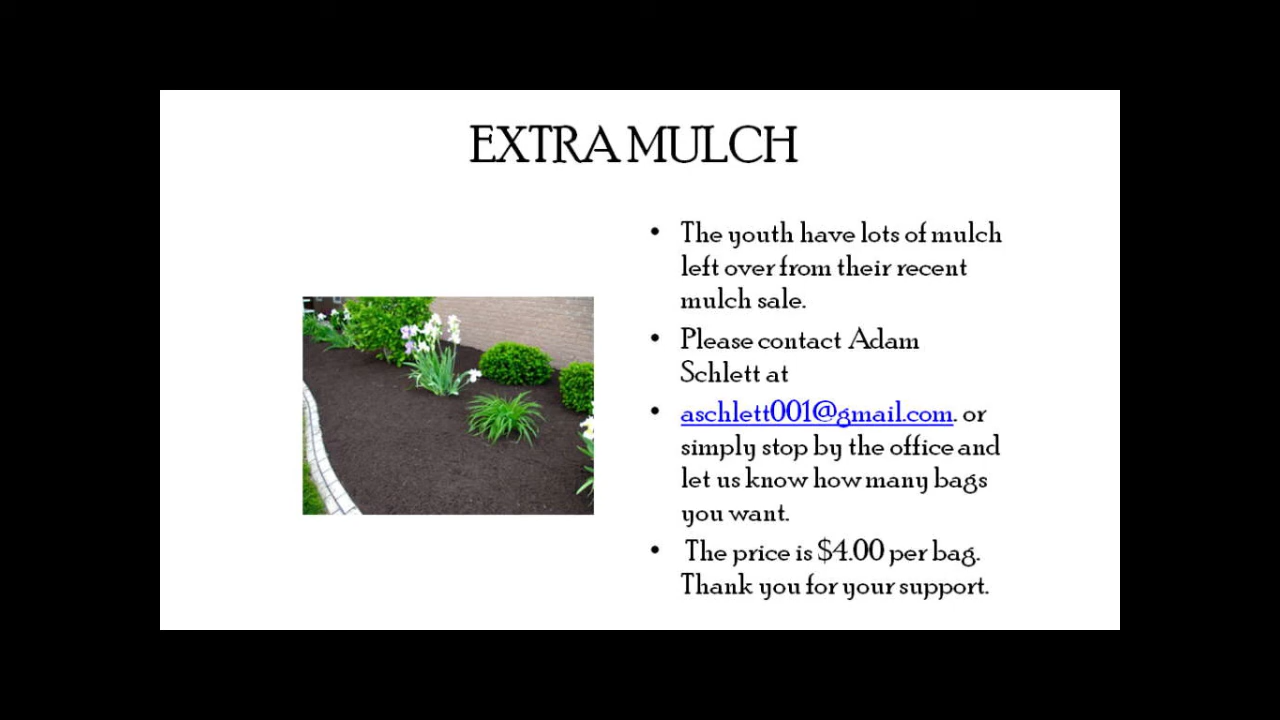 EXTRA MULCH
• The youth have lots of mulch
left over from their recent
mulch sale.
• Please contact Adam
Schlett at
• aschlett001@gmail.com. or
simply stop by the office and
let us know how many bags
you want.
• The price is $4.00 per bag.
Thank you for your support.